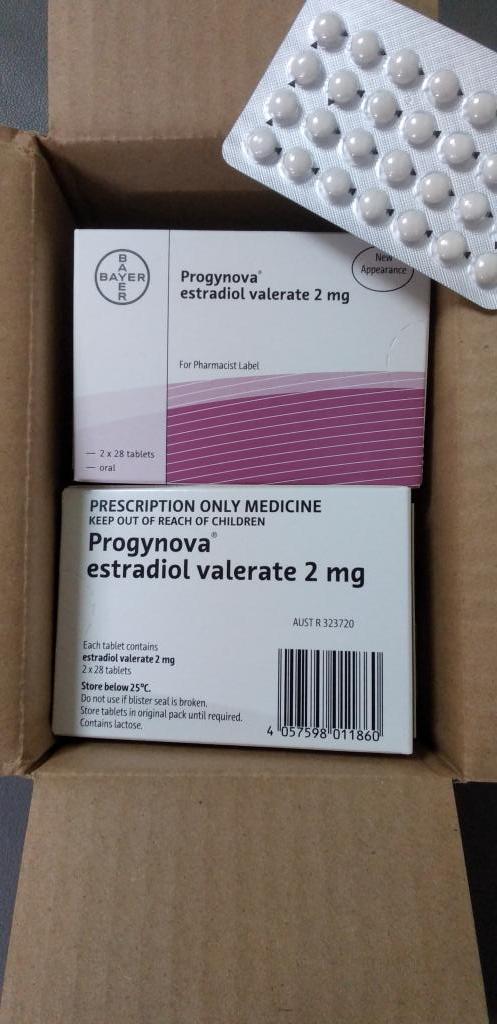 BAYER
BAYER
Progynova®
estradiol valerate 2 mg
New
Appearance
For Pharmacist Label
— 2 x 28 tablets
— oral
PRESCRIPTION ONLY MEDICINE
KEEP OUT OF REACH OF CHILDREN
Progynova®
estradiol valerate 2 mg
AUST R 323720
Each tablet contains
estradiol valerate 2 mg
2 x 28 tablets
Store below 25°C.
Do not use if blister seal is broken.
Store tablets in original pack until required.
Contains lactose.
4 057598 011860